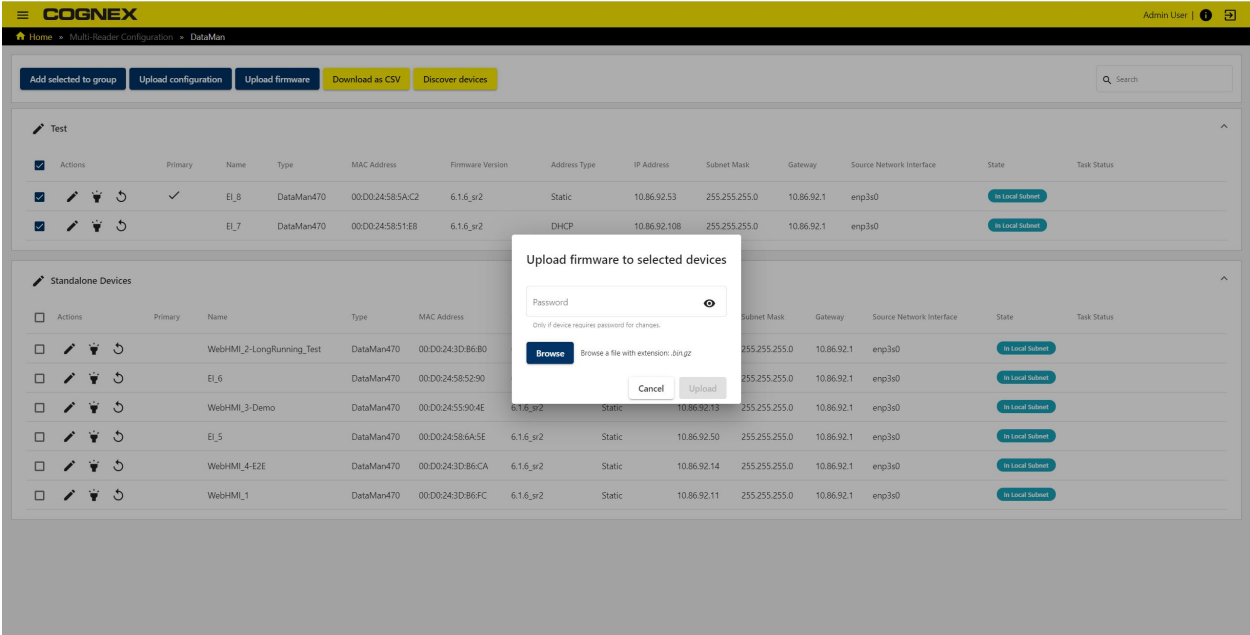 COGNEX
Admin User |
Home » Multi-Reader Configuration » DataMan
Add selected to group Upload configuration Upload firmware Download as CSV Discover devices Search
Test
Actions Primary Name Type MAC Address Firmware Version Address Type IP Address Subnet Mask Gateway Source Network Interface State Task Status
EI_8 DataMan470 00:D0:24:58:5A:C2 6.1.6_sr2 Static 10.86.92.53 255.255.255.0 10.86.92.1 enp3s0 In Local Subnet
EI_7 DataMan470 00:D0:24:58:51:E8 6.1.6_sr2 DHCP 10.86.92.108 255.255.255.0 10.86.92.1 enp3s0 In Local Subnet
Standalone Devices
Actions Primary Name Type MAC Address Subnet Mask Gateway Source Network Interface State Task Status
WebHMI_2-LongRunning_Test DataMan470 00:D0:24:3D:B6:B0 255.255.255.0 10.86.92.1 enp3s0 In Local Subnet
EI_6 DataMan470 00:D0:24:58:52:90 255.255.255.0 10.86.92.1 enp3s0 In Local Subnet
WebHMI_3-Demo DataMan470 00:D0:24:55:90:4E 6.1.6_sr2 Static 10.86.92.13 255.255.255.0 10.86.92.1 enp3s0 In Local Subnet
EI_5 DataMan470 00:D0:24:58:6A:5E 6.1.6_sr2 Static 10.86.92.50 255.255.255.0 10.86.92.1 enp3s0 In Local Subnet
WebHMI_4-E2E DataMan470 00:D0:24:3D:B6:CA 6.1.6_sr2 Static 10.86.92.14 255.255.255.0 10.86.92.1 enp3s0 In Local Subnet
WebHMI_1 DataMan470 00:D0:24:3D:B6:FC 6.1.6_sr2 Static 10.86.92.11 255.255.255.0 10.86.92.1 enp3s0 In Local Subnet
Upload firmware to selected devices
Password
Only if device requires password for changes.
Browse Browse a file with extension: .bin.gz
Cancel Upload